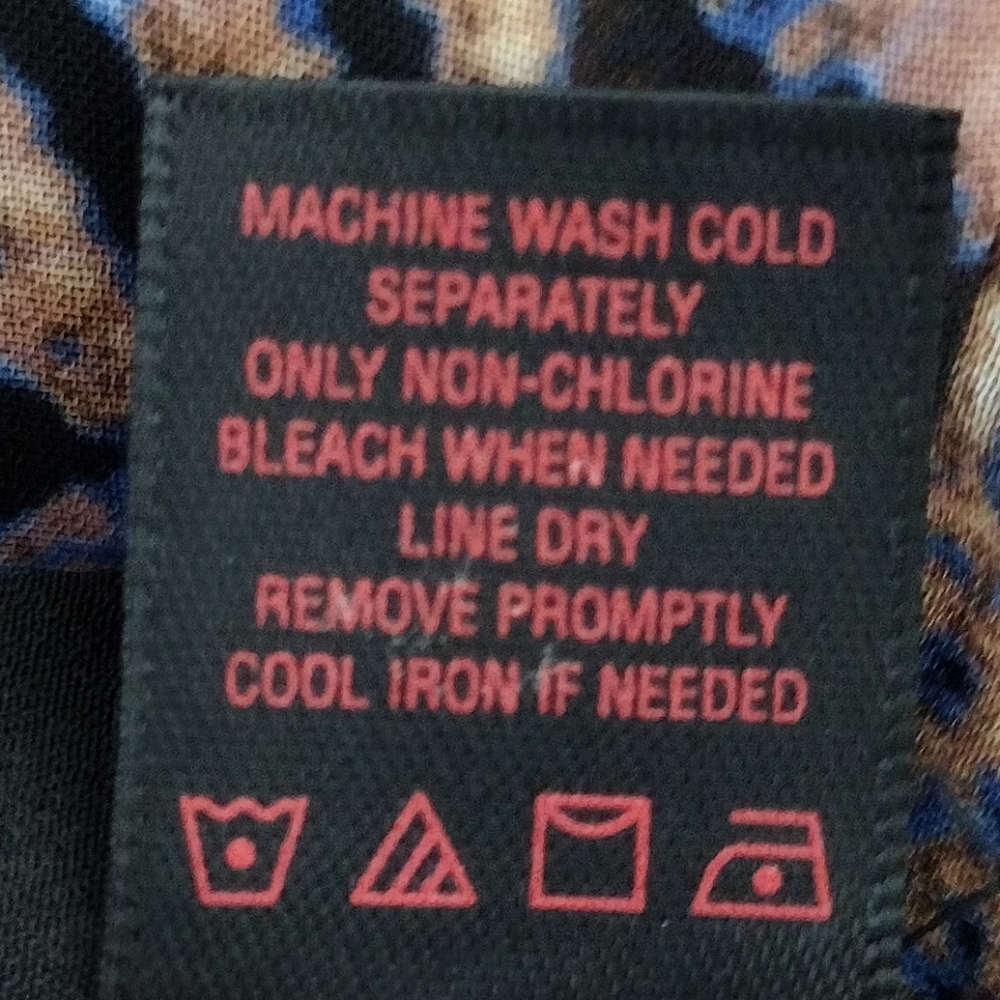 MACHINE WASH COLD
SEPARATELY
ONLY NON-CHLORINE
BLEACH WHEN NEEDED
LINE DRY
REMOVE PROMPTLY
COOL IRON IF NEEDED